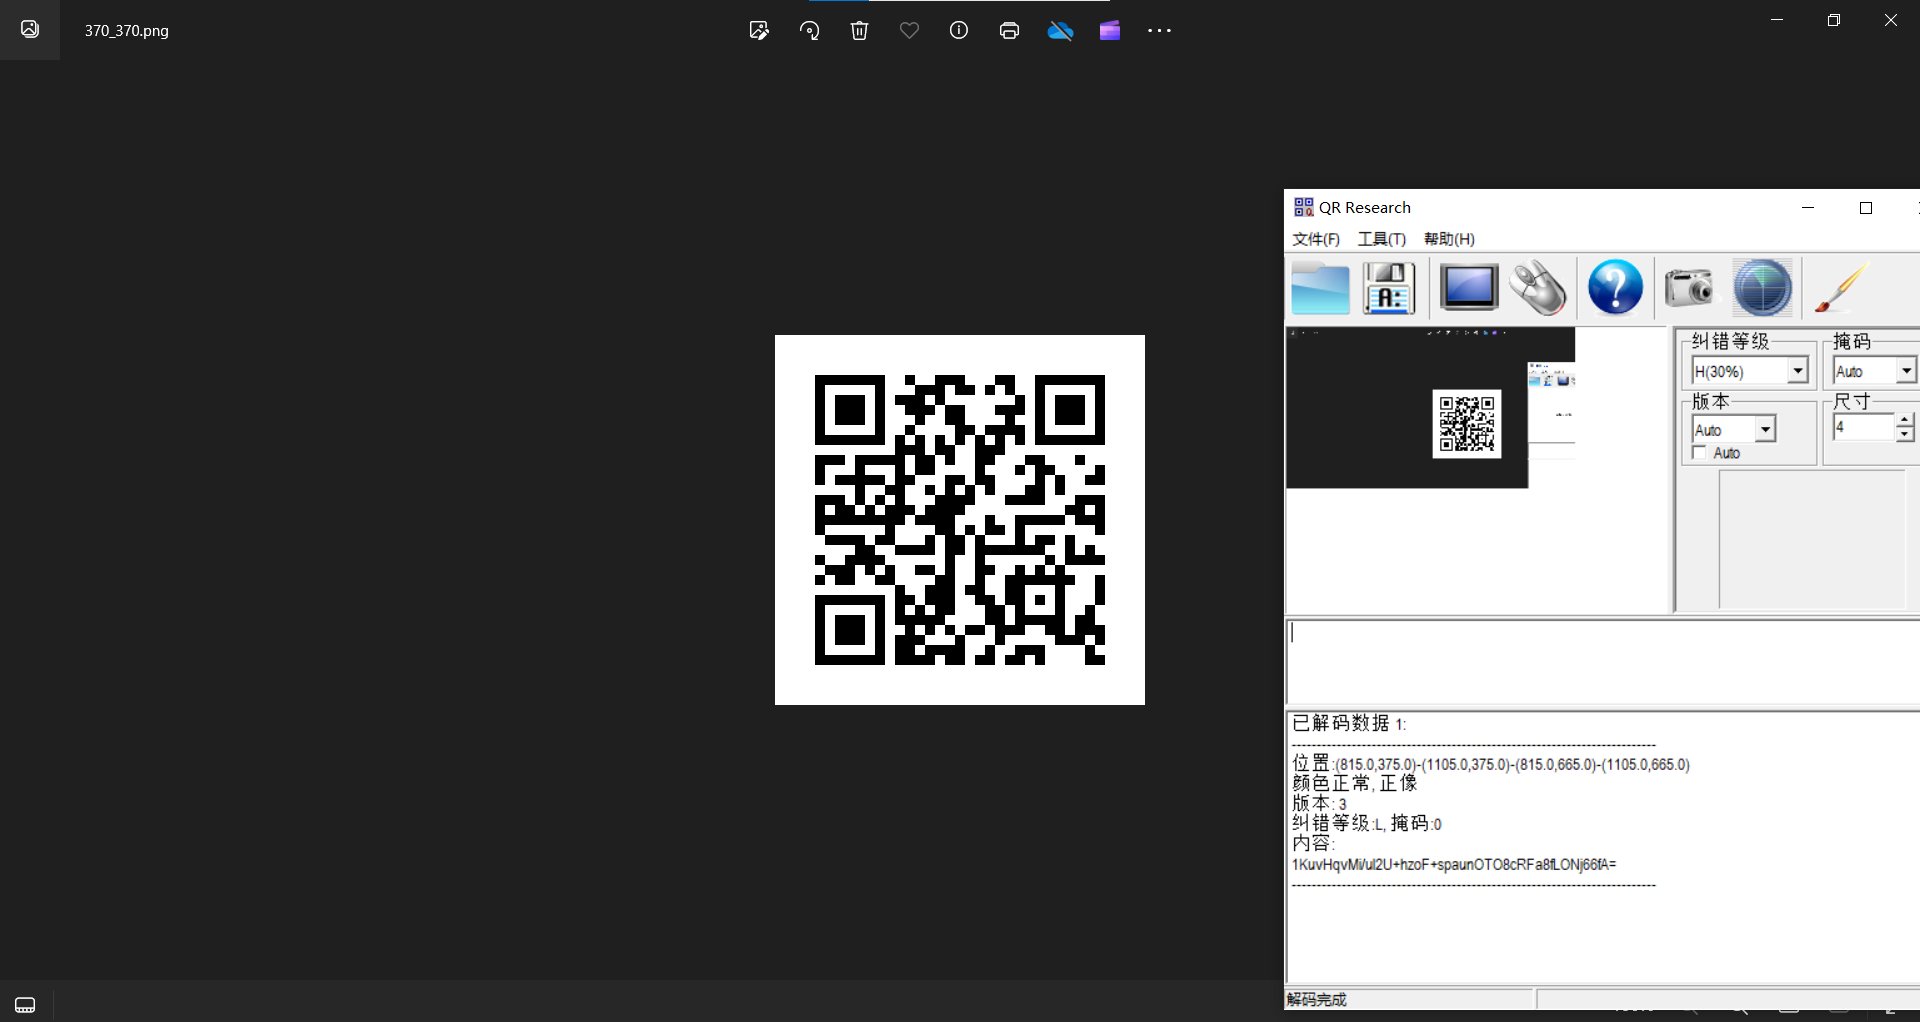 370_370.png
QR Research
文件(F) 工具(T) 帮助(H)
纠错等级
H(30%)
掩码
Auto
版本
Auto
Auto
尺寸
4
已解码数据 1:
---------------------------------------------------------------------------
位置:(815.0,375.0)-(1105.0,375.0)-(815.0,665.0)-(1105.0,665.0)
颜色正常, 正像
版本: 3
纠错等级:L, 掩码:0
内容:
1KuvHqvMi/ul2U+hzoF+spaunOTO8cRFa8fLONj66fA=
---------------------------------------------------------------------------
解码完成